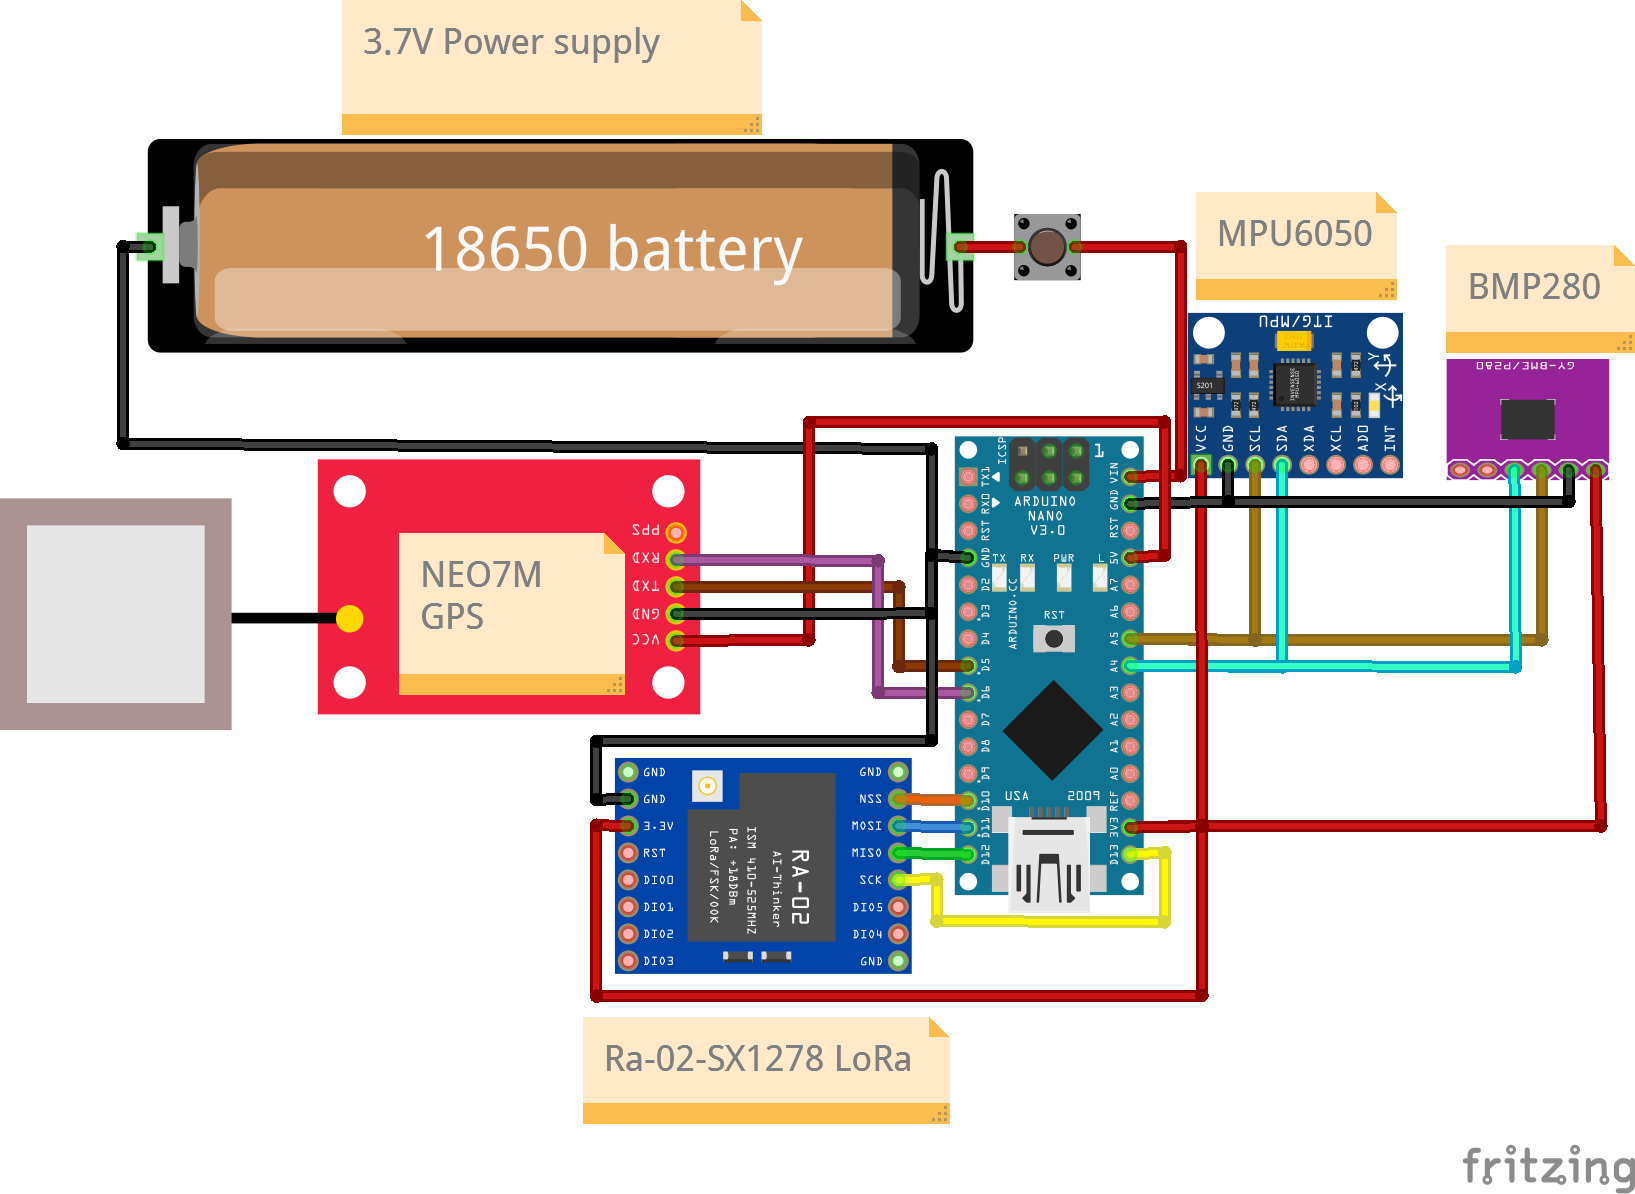 3.7V Power supply
18650 battery
MPU6050
BMP280
ITG/MPU
GY-BME/P280
S201
Y
X
VCC
GND
SCL
SDA
XDA
XCL
ADO
INT
NEO7M
GPS
PPS
RXD
TXD
GND
VCC
ICSP
1
ARDUINO
NANO
V3.0
TX
RX
PWR
L
RST
ARDUINO.CC
USA
2009
TX1
RX0
RST
GND
D2
D3
D4
D5
D6
D7
D8
D9
D10
D11
D12
VIN
GND
RST
5V
A7
A6
A5
A4
A3
A2
A1
A0
REF
3V3
D13
GND
GND
3.3V
RST
DIO0
DIO1
DIO2
DIO3
GND
NSS
MOSI
MISO
SCK
DIO5
DIO4
GND
RA-02
AI-Thinker
ISM 410-525MHZ
PA: +18DBm
LoRa/FSK/OOK
Ra-02-SX1278 LoRa
fritzing